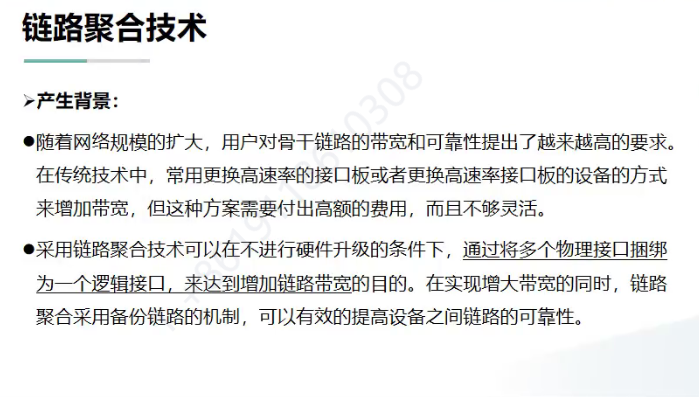 链路聚合技术
➢产生背景：
●随着网络规模的扩大，用户对骨干链路的带宽和可靠性提出了越来越高的要求。
在传统技术中，常用更换高速率的接口板或者更换高速率接口板的设备的方式
来增加带宽，但这种方案需要付出高额的费用，而且不够灵活。
●采用链路聚合技术可以在不进行硬件升级的条件下，通过将多个物理接口捆绑
为一个逻辑接口，来达到增加链路带宽的目的。在实现增大带宽的同时，链路
聚合采用备份链路的机制，可以有效的提高设备之间链路的可靠性。